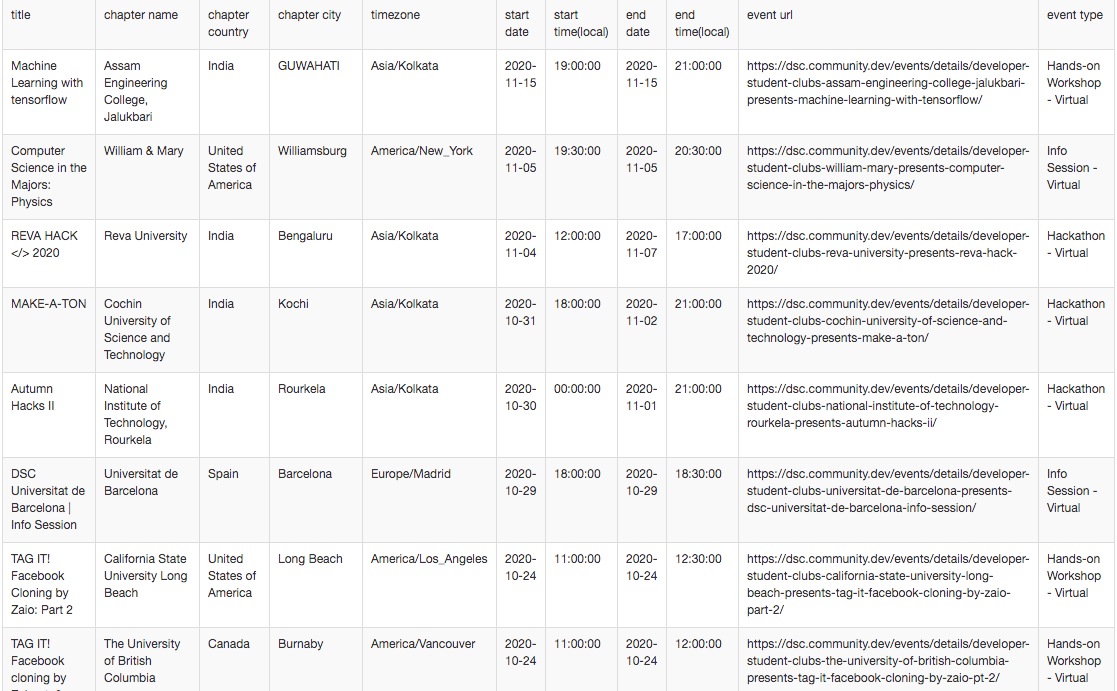 title
chapter name
chapter
country
chapter city
timezone
start
date
start
time(local)
end
date
end
time(local)
event url
event type
Machine
Learning with
tensorflow
Assam
Engineering
College,
Jalukbari
India
GUWAHATI
Asia/Kolkata
2020-
11-15
19:00:00
2020-
11-15
21:00:00
https://dsc.community.dev/events/details/developer-
student-clubs-assam-engineering-college-jalukbari-
presents-machine-learning-with-tensorflow/
Hands-on
Workshop
- Virtual
Computer
Science in the
Majors:
Physics
William & Mary
United
States of
America
Williamsburg
America/New_York
2020-
11-05
19:30:00
2020-
11-05
20:30:00
https://dsc.community.dev/events/details/developer-
student-clubs-william-mary-presents-computer-
science-in-the-majors-physics/
Info
Session -
Virtual
REVA HACK
</> 2020
Reva University
India
Bengaluru
Asia/Kolkata
2020-
11-04
12:00:00
2020-
11-07
17:00:00
https://dsc.community.dev/events/details/developer-
student-clubs-reva-university-presents-reva-hack-
2020/
Hackathon
- Virtual
MAKE-A-TON
Cochin
University of
Science and
Technology
India
Kochi
Asia/Kolkata
2020-
10-31
18:00:00
2020-
11-02
21:00:00
https://dsc.community.dev/events/details/developer-
student-clubs-cochin-university-of-science-and-
technology-presents-make-a-ton/
Hackathon
- Virtual
Autumn
Hacks II
National
Institute of
Technology,
Rourkela
India
Rourkela
Asia/Kolkata
2020-
10-30
00:00:00
2020-
11-01
21:00:00
https://dsc.community.dev/events/details/developer-
student-clubs-national-institute-of-technology-
rourkela-presents-autumn-hacks-ii/
Hackathon
- Virtual
DSC
Universitat de
Barcelona |
Info Session
Universitat de
Barcelona
Spain
Barcelona
Europe/Madrid
2020-
10-29
18:00:00
2020-
10-29
18:30:00
https://dsc.community.dev/events/details/developer-
student-clubs-universitat-de-barcelona-presents-
dsc-universitat-de-barcelona-info-session/
Info
Session -
Virtual
TAG IT!
Facebook
Cloning by
Zaio: Part 2
California State
University Long
Beach
United
States of
America
Long Beach
America/Los_Angeles
2020-
10-24
11:00:00
2020-
10-24
12:30:00
https://dsc.community.dev/events/details/developer-
student-clubs-california-state-university-long-
beach-presents-tag-it-facebook-cloning-by-zaio-
part-2/
Hands-on
Workshop
- Virtual
TAG IT!
Facebook
cloning by
The University
of British
Columbia
Canada
Burnaby
America/Vancouver
2020-
10-24
11:00:00
2020-
10-24
12:00:00
https://dsc.community.dev/events/details/developer-
student-clubs-the-university-of-british-columbia-
presents-tag-it-facebook-cloning-by-zaio-pt-2/
Hands-on
Workshop
- Virtual